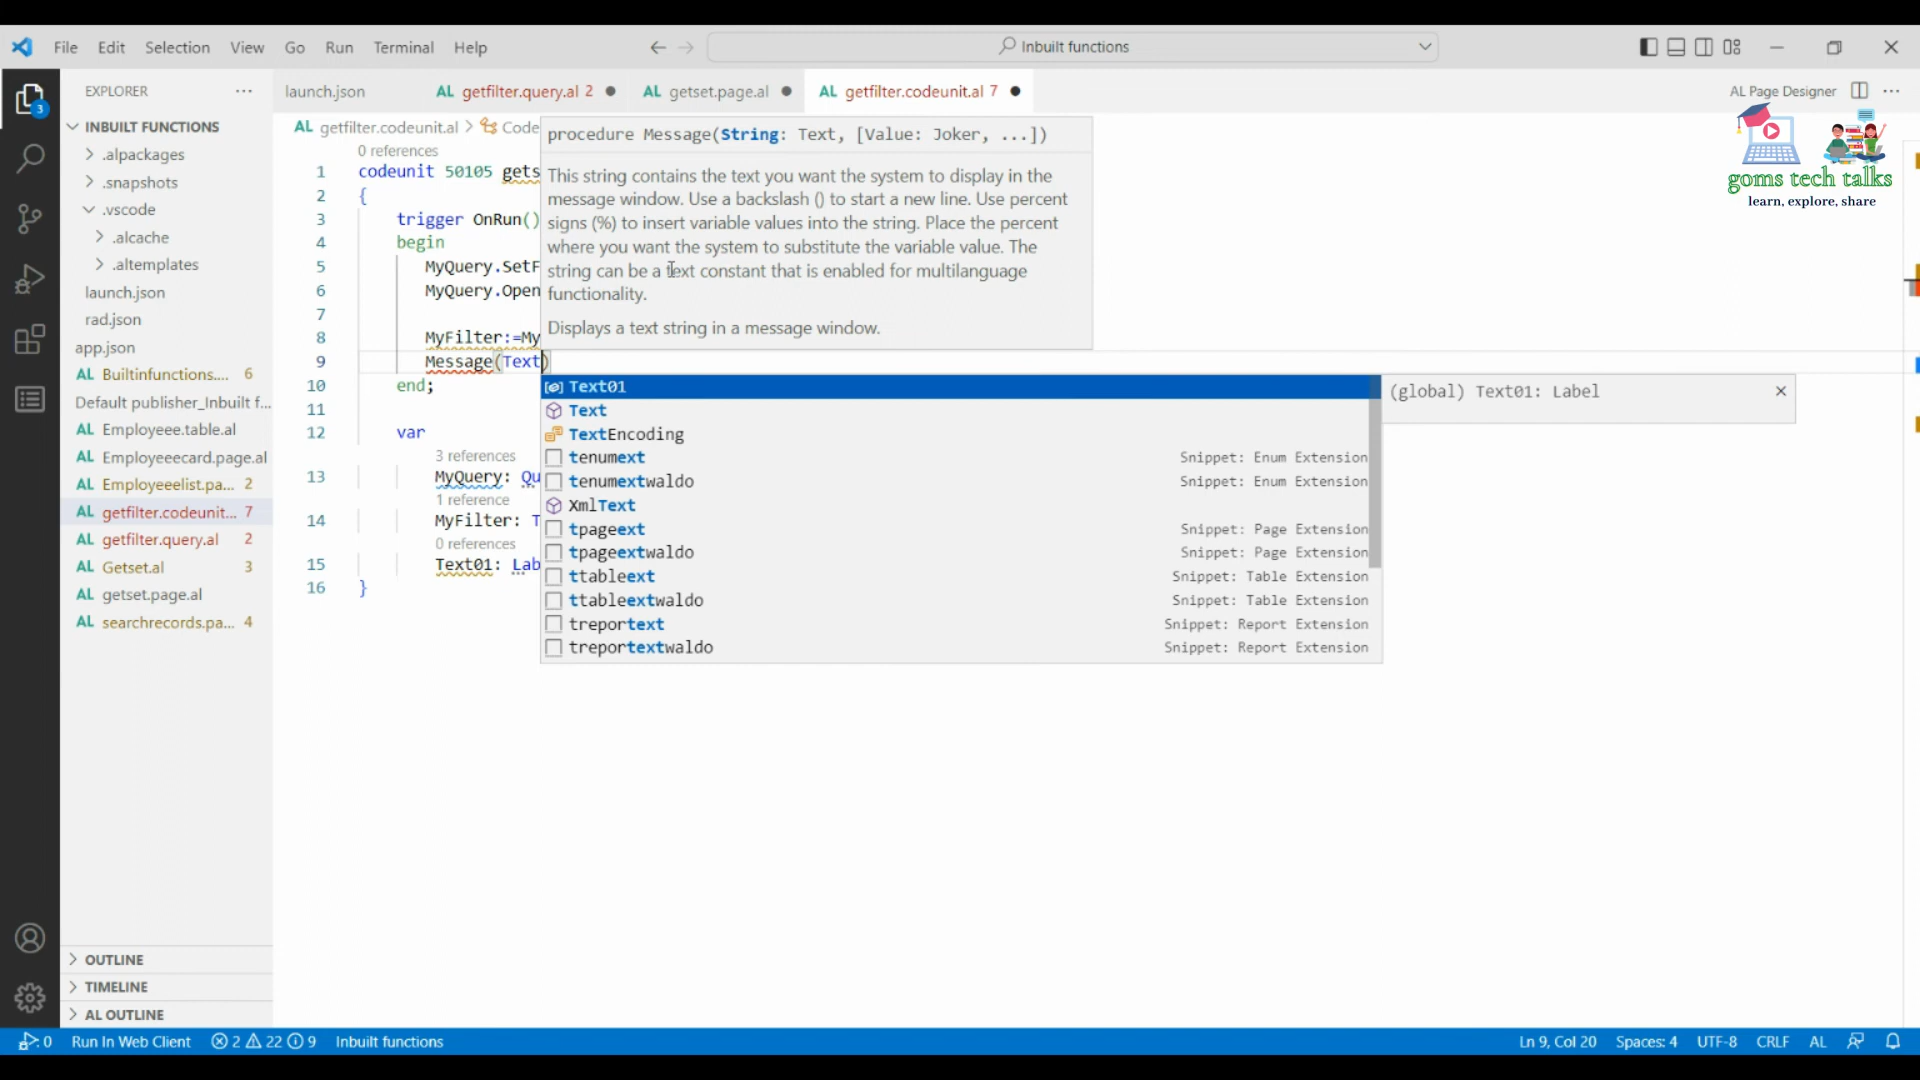 File Edit Selection View Go Run Terminal Help
Inbuilt functions
EXPLORER ...
launch.json
AL getfilter.query.al 2
AL getset.page.al
AL getfilter.codeunit.al 7
AL Page Designer
INBUILT FUNCTIONS
.alpackages
.snapshots
.vscode
.alcache
.altemplates
launch.json
rad.json
app.json
AL Builtinfunctions.... 6
Default publisher_Inbuilt f...
AL Employeee.table.al
AL Employeeecard.page.al
AL Employeeelist.pa... 2
AL getfilter.codeunit... 7
AL getfilter.query.al 2
AL Getset.al 3
AL getset.page.al
AL searchrecords.pa... 4
OUTLINE
TIMELINE
AL OUTLINE
3
AL getfilter.codeunit.al > Code
0 references
1 codeunit 50105 gets
2 {
3 trigger OnRun()
4 begin
5 MyQuery.SetF
6 MyQuery.Open
7
8 MyFilter:=My
9 Message(Text)
10 end;
11
12 var
3 references
13 MyQuery: Qu
1 reference
14 MyFilter: T
0 references
15 Text01: Lab
16 }
procedure Message(String: Text, [Value: Joker, ...])
This string contains the text you want the system to display in the
message window. Use a backslash () to start a new line. Use percent
signs (%) to insert variable values into the string. Place the percent
where you want the system to substitute the variable value. The
string can be a text constant that is enabled for multilanguage
functionality.
Displays a text string in a message window.
Text01
(global) Text01: Label
Text
TextEncoding
tenumext Snippet: Enum Extension
tenumextwaldo Snippet: Enum Extension
XmlText
tpageext Snippet: Page Extension
tpageextwaldo Snippet: Page Extension
ttableext Snippet: Table Extension
ttableextwaldo Snippet: Table Extension
treportext Snippet: Report Extension
treportextwaldo Snippet: Report Extension
goms tech talks
learn, explore, share
0 Run In Web Client 2 22 9 Inbuilt functions
Ln 9, Col 20 Spaces: 4 UTF-8 CRLF AL